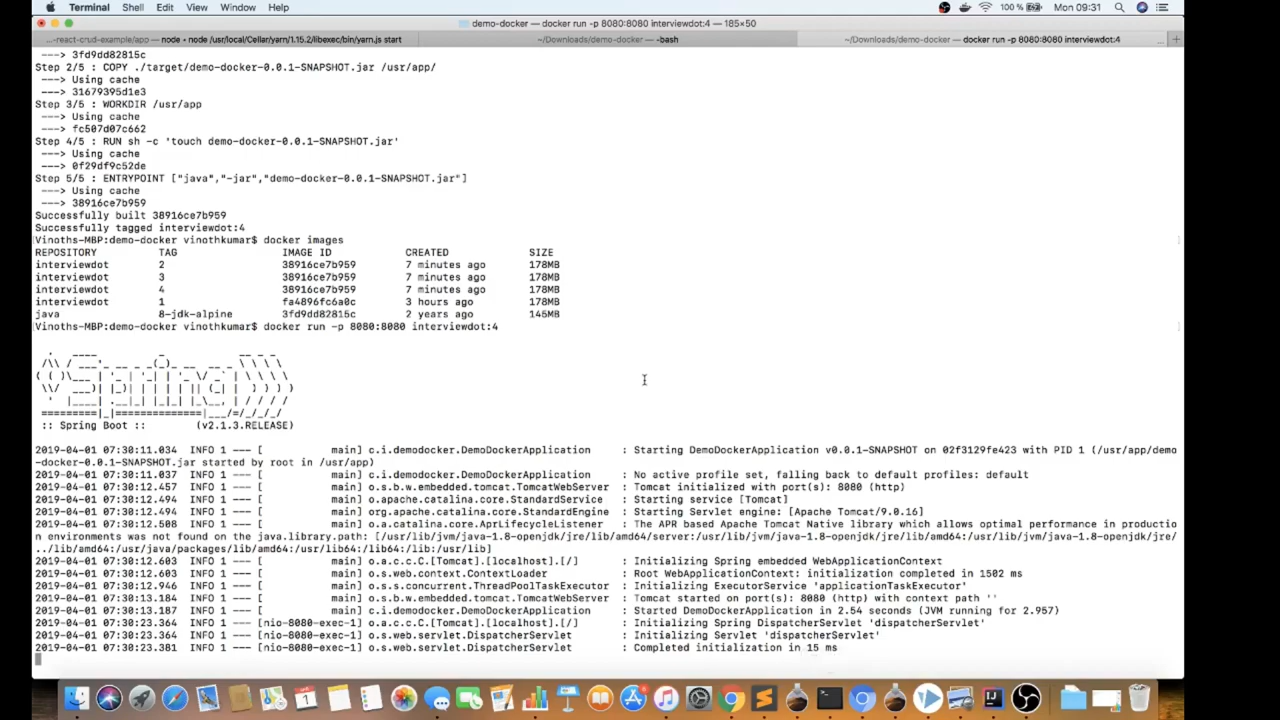 Terminal Shell Edit View Window Help 100 % Mon 09:31
demo-docker — docker run -p 8080:8080 interviewdot:4 — 185×50
...-react-crud-example/app — node • node /usr/local/Cellar/yarn/1.15.2/libexec/bin/yarn.js start ~/Downloads/demo-docker — -bash ~/Downloads/demo-docker — docker run -p 8080:8080 interviewdot:4 ...
---> 3fd9dd82815c
Step 2/5 : COPY ./target/demo-docker-0.0.1-SNAPSHOT.jar /usr/app/
---> Using cache
---> 31679395d1e3
Step 3/5 : WORKDIR /usr/app
---> Using cache
---> fc507d07c662
Step 4/5 : RUN sh -c 'touch demo-docker-0.0.1-SNAPSHOT.jar'
---> Using cache
---> 0f29df9c52de
Step 5/5 : ENTRYPOINT ["java","-jar","demo-docker-0.0.1-SNAPSHOT.jar"]
---> Using cache
---> 38916ce7b959
Successfully built 38916ce7b959
Successfully tagged interviewdot:4
Vinoths-MBP:demo-docker vinothkumar$ docker images
REPOSITORY TAG IMAGE ID CREATED SIZE
interviewdot 2 38916ce7b959 7 minutes ago 178MB
interviewdot 3 38916ce7b959 7 minutes ago 178MB
interviewdot 4 38916ce7b959 7 minutes ago 178MB
interviewdot 1 fa4896fc6a0c 3 hours ago 178MB
java 8-jdk-alpine 3fd9dd82815c 2 years ago 145MB
Vinoths-MBP:demo-docker vinothkumar$ docker run -p 8080:8080 interviewdot:4
Spring
:: Spring Boot :: (v2.1.3.RELEASE)
2019-04-01 07:30:11.034 INFO 1 --- [ main] c.i.demodocker.DemoDockerApplication : Starting DemoDockerApplication v0.0.1-SNAPSHOT on 02f3129fe423 with PID 1 (/usr/app/demo
-docker-0.0.1-SNAPSHOT.jar started by root in /usr/app)
2019-04-01 07:30:11.037 INFO 1 --- [ main] c.i.demodocker.DemoDockerApplication : No active profile set, falling back to default profiles: default
2019-04-01 07:30:12.457 INFO 1 --- [ main] o.s.b.w.embedded.tomcat.TomcatWebServer : Tomcat initialized with port(s): 8080 (http)
2019-04-01 07:30:12.494 INFO 1 --- [ main] o.apache.catalina.core.StandardService : Starting service [Tomcat]
2019-04-01 07:30:12.494 INFO 1 --- [ main] org.apache.catalina.core.StandardEngine : Starting Servlet engine: [Apache Tomcat/9.0.16]
2019-04-01 07:30:12.508 INFO 1 --- [ main] o.a.catalina.core.AprLifecycleListener : The APR based Apache Tomcat Native library which allows optimal performance in productio
n environments was not found on the java.library.path: [/usr/lib/jvm/java-1.8-openjdk/jre/lib/amd64/server:/usr/lib/jvm/java-1.8-openjdk/jre/lib/amd64:/usr/lib/jvm/java-1.8-openjdk/jre/
../lib/amd64:/usr/java/packages/lib/amd64:/usr/lib64:/lib64:/lib:/usr/lib]
2019-04-01 07:30:12.603 INFO 1 --- [ main] o.a.c.c.C.[Tomcat].[localhost].[/] : Initializing Spring embedded WebApplicationContext
2019-04-01 07:30:12.603 INFO 1 --- [ main] o.s.web.context.ContextLoader : Root WebApplicationContext: initialization completed in 1502 ms
2019-04-01 07:30:12.946 INFO 1 --- [ main] o.s.s.concurrent.ThreadPoolTaskExecutor : Initializing ExecutorService 'applicationTaskExecutor'
2019-04-01 07:30:13.184 INFO 1 --- [ main] o.s.b.w.embedded.tomcat.TomcatWebServer : Tomcat started on port(s): 8080 (http) with context path ''
2019-04-01 07:30:13.187 INFO 1 --- [ main] c.i.demodocker.DemoDockerApplication : Started DemoDockerApplication in 2.54 seconds (JVM running for 2.957)
2019-04-01 07:30:23.364 INFO 1 --- [nio-8080-exec-1] o.a.c.c.C.[Tomcat].[localhost].[/] : Initializing Spring DispatcherServlet 'dispatcherServlet'
2019-04-01 07:30:23.364 INFO 1 --- [nio-8080-exec-1] o.s.web.servlet.DispatcherServlet : Initializing Servlet 'dispatcherServlet'
2019-04-01 07:30:23.381 INFO 1 --- [nio-8080-exec-1] o.s.web.servlet.DispatcherServlet : Completed initialization in 15 ms